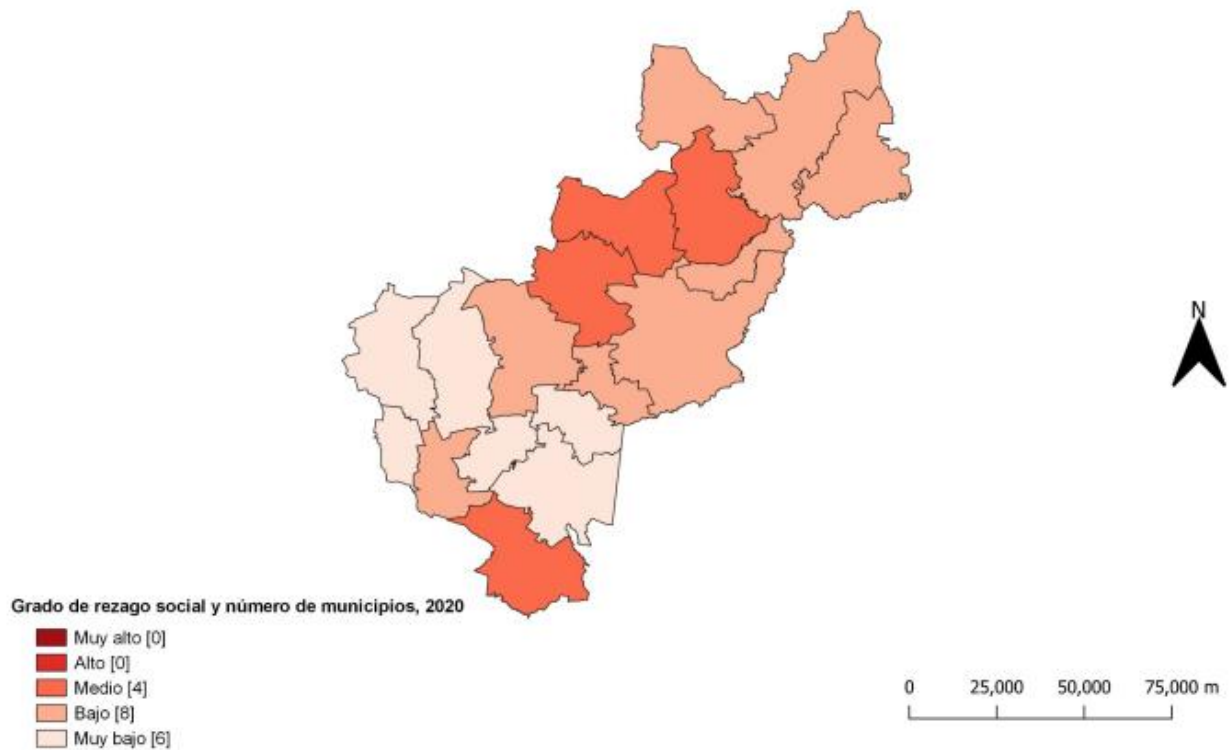 N
Grado de rezago social y número de municipios, 2020
Muy alto [0]
Alto [0]
Medio [4]
Bajo [8]
Muy bajo [6]
0 25,000 50,000 75,000 m